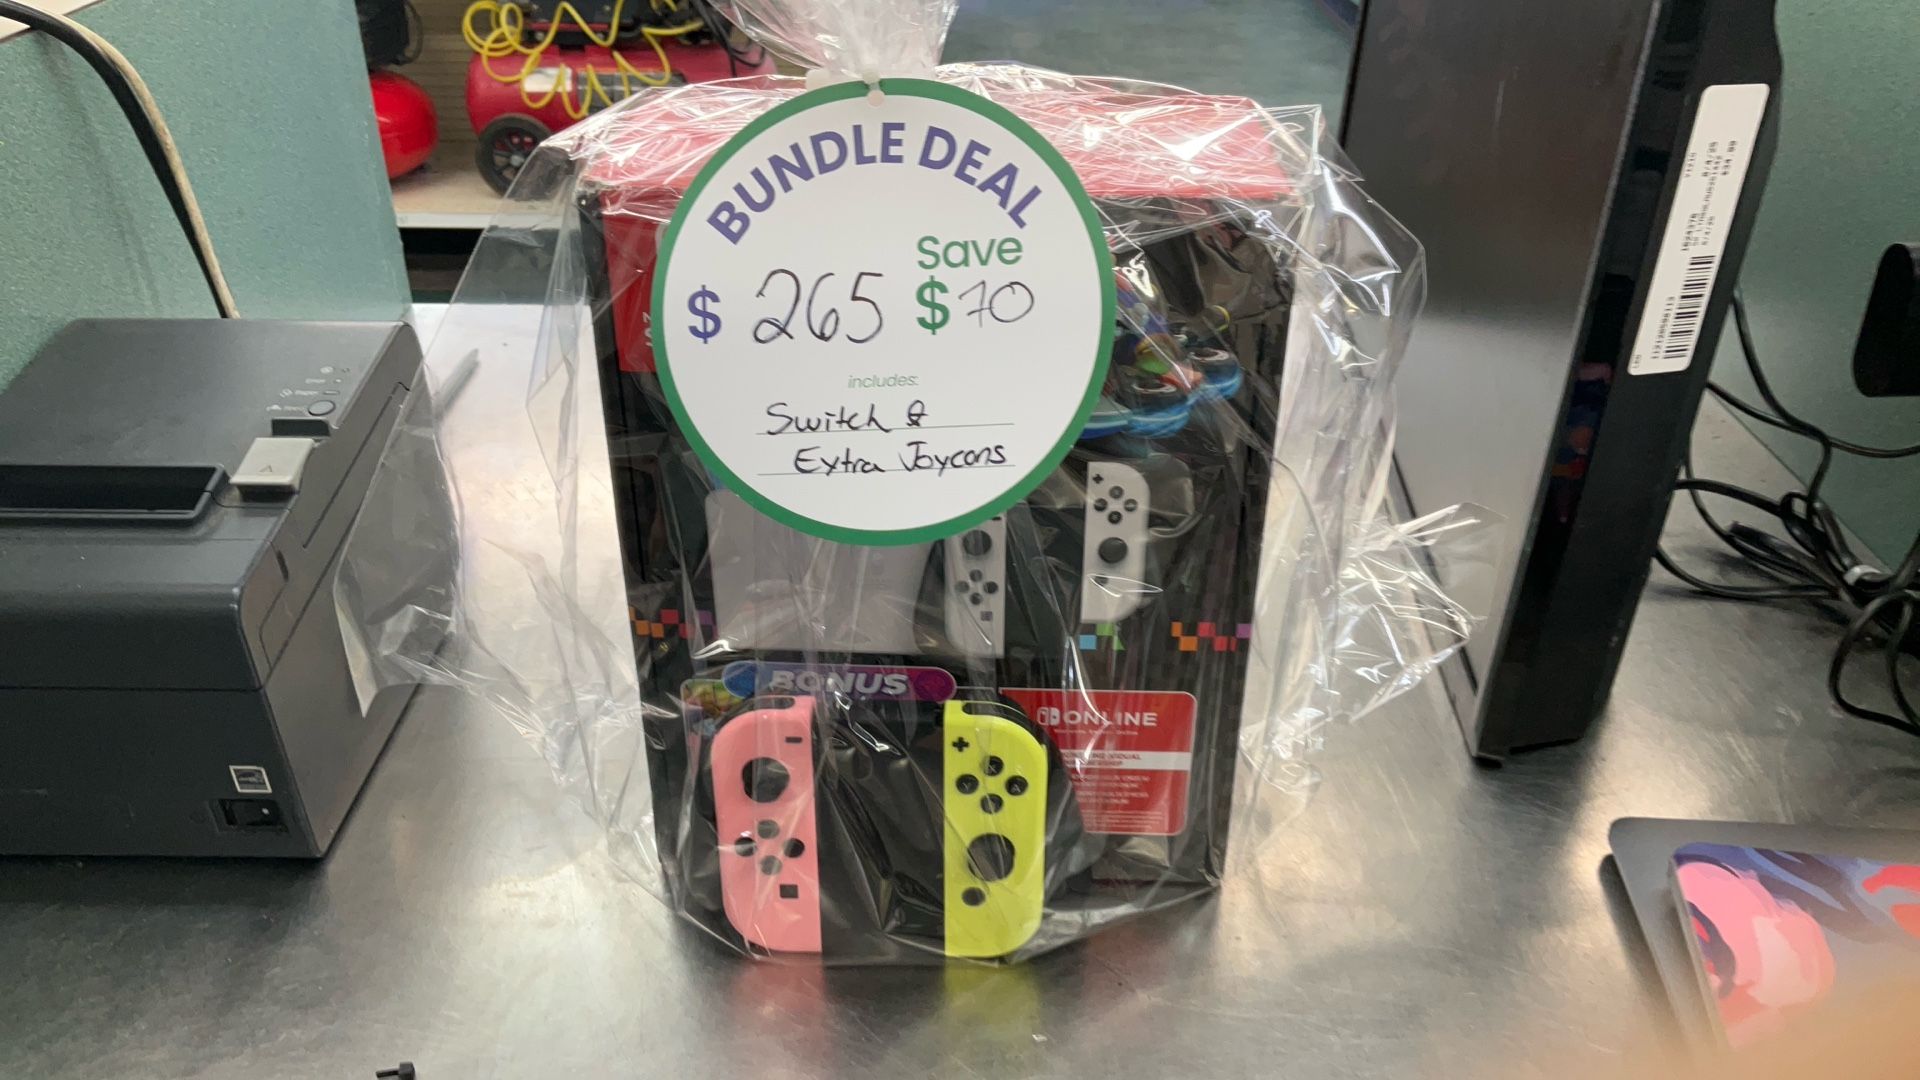 BUNDLE DEAL
Save
$ 265 $ 70
includes:
Switch &
Extra Joycons
BONUS
ONLINE